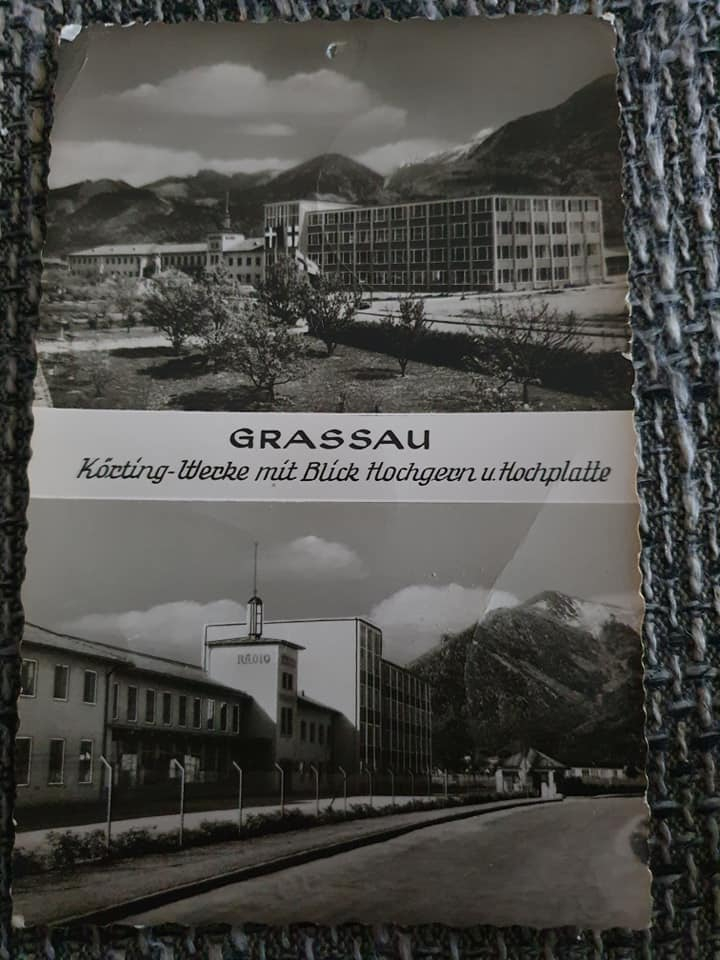 GRASSAU
Körting-Werke mit Blick Hochgern u. Hochplatte
RADIO